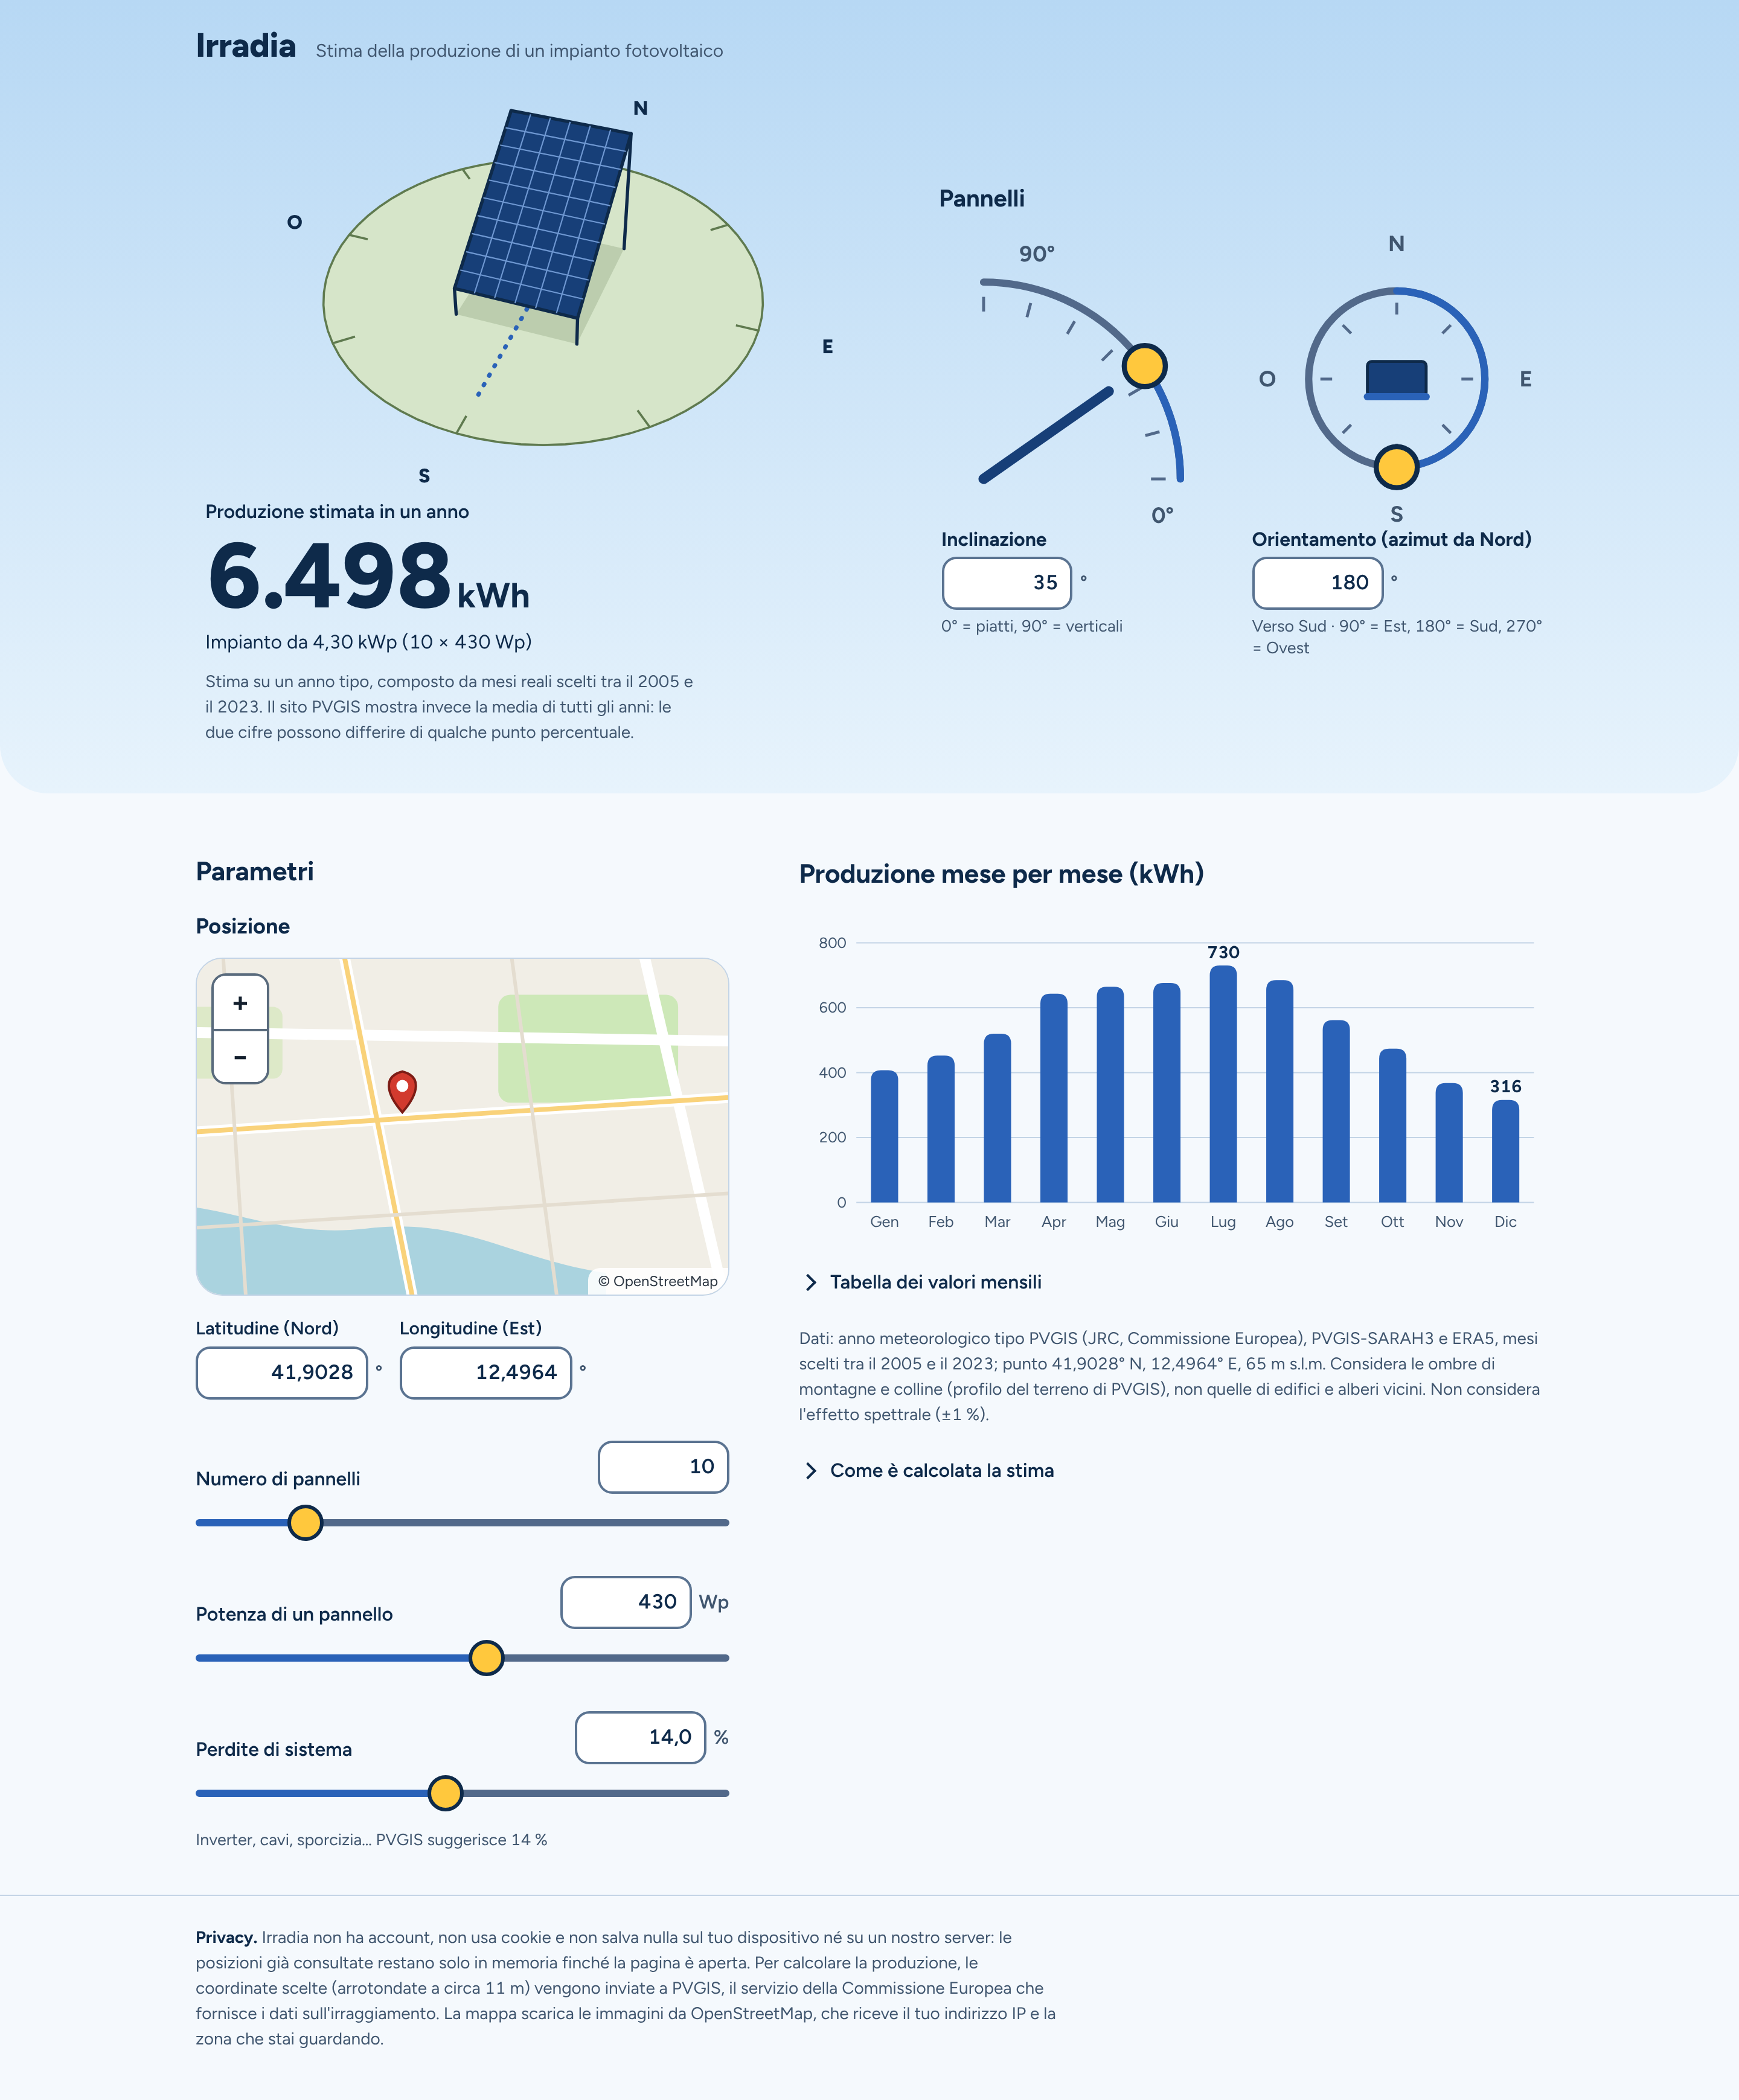 Irradia Stima della produzione di un impianto fotovoltaico
N
O
E
S
Produzione stimata in un anno
6.498 kWh
Impianto da 4,30 kWp (10 × 430 Wp)
Stima su un anno tipo, composto da mesi reali scelti tra il 2005 e
il 2023. Il sito PVGIS mostra invece la media di tutti gli anni: le
due cifre possono differire di qualche punto percentuale.
Pannelli
90°
0°
Inclinazione
35 °
0° = piatti, 90° = verticali
N
O
E
S
Orientamento (azimut da Nord)
180 °
Verso Sud · 90° = Est, 180° = Sud, 270°
= Ovest
Parametri
Posizione
+
−
© OpenStreetMap
Latitudine (Nord)
41,9028 °
Longitudine (Est)
12,4964 °
Numero di pannelli
10
Potenza di un pannello
430 Wp
Perdite di sistema
14,0 %
Inverter, cavi, sporcizia… PVGIS suggerisce 14 %
Produzione mese per mese (kWh)
800
600
400
200
0
730
316
Gen Feb Mar Apr Mag Giu Lug Ago Set Ott Nov Dic
Tabella dei valori mensili
Dati: anno meteorologico tipo PVGIS (JRC, Commissione Europea), PVGIS-SARAH3 e ERA5, mesi
scelti tra il 2005 e il 2023; punto 41,9028° N, 12,4964° E, 65 m s.l.m. Considera le ombre di
montagne e colline (profilo del terreno di PVGIS), non quelle di edifici e alberi vicini. Non considera
l'effetto spettrale (±1 %).
Come è calcolata la stima
Privacy. Irradia non ha account, non usa cookie e non salva nulla sul tuo dispositivo né su un nostro server: le
posizioni già consultate restano solo in memoria finché la pagina è aperta. Per calcolare la produzione, le
coordinate scelte (arrotondate a circa 11 m) vengono inviate a PVGIS, il servizio della Commissione Europea che
fornisce i dati sull'irraggiamento. La mappa scarica le immagini da OpenStreetMap, che riceve il tuo indirizzo IP e la
zona che stai guardando.